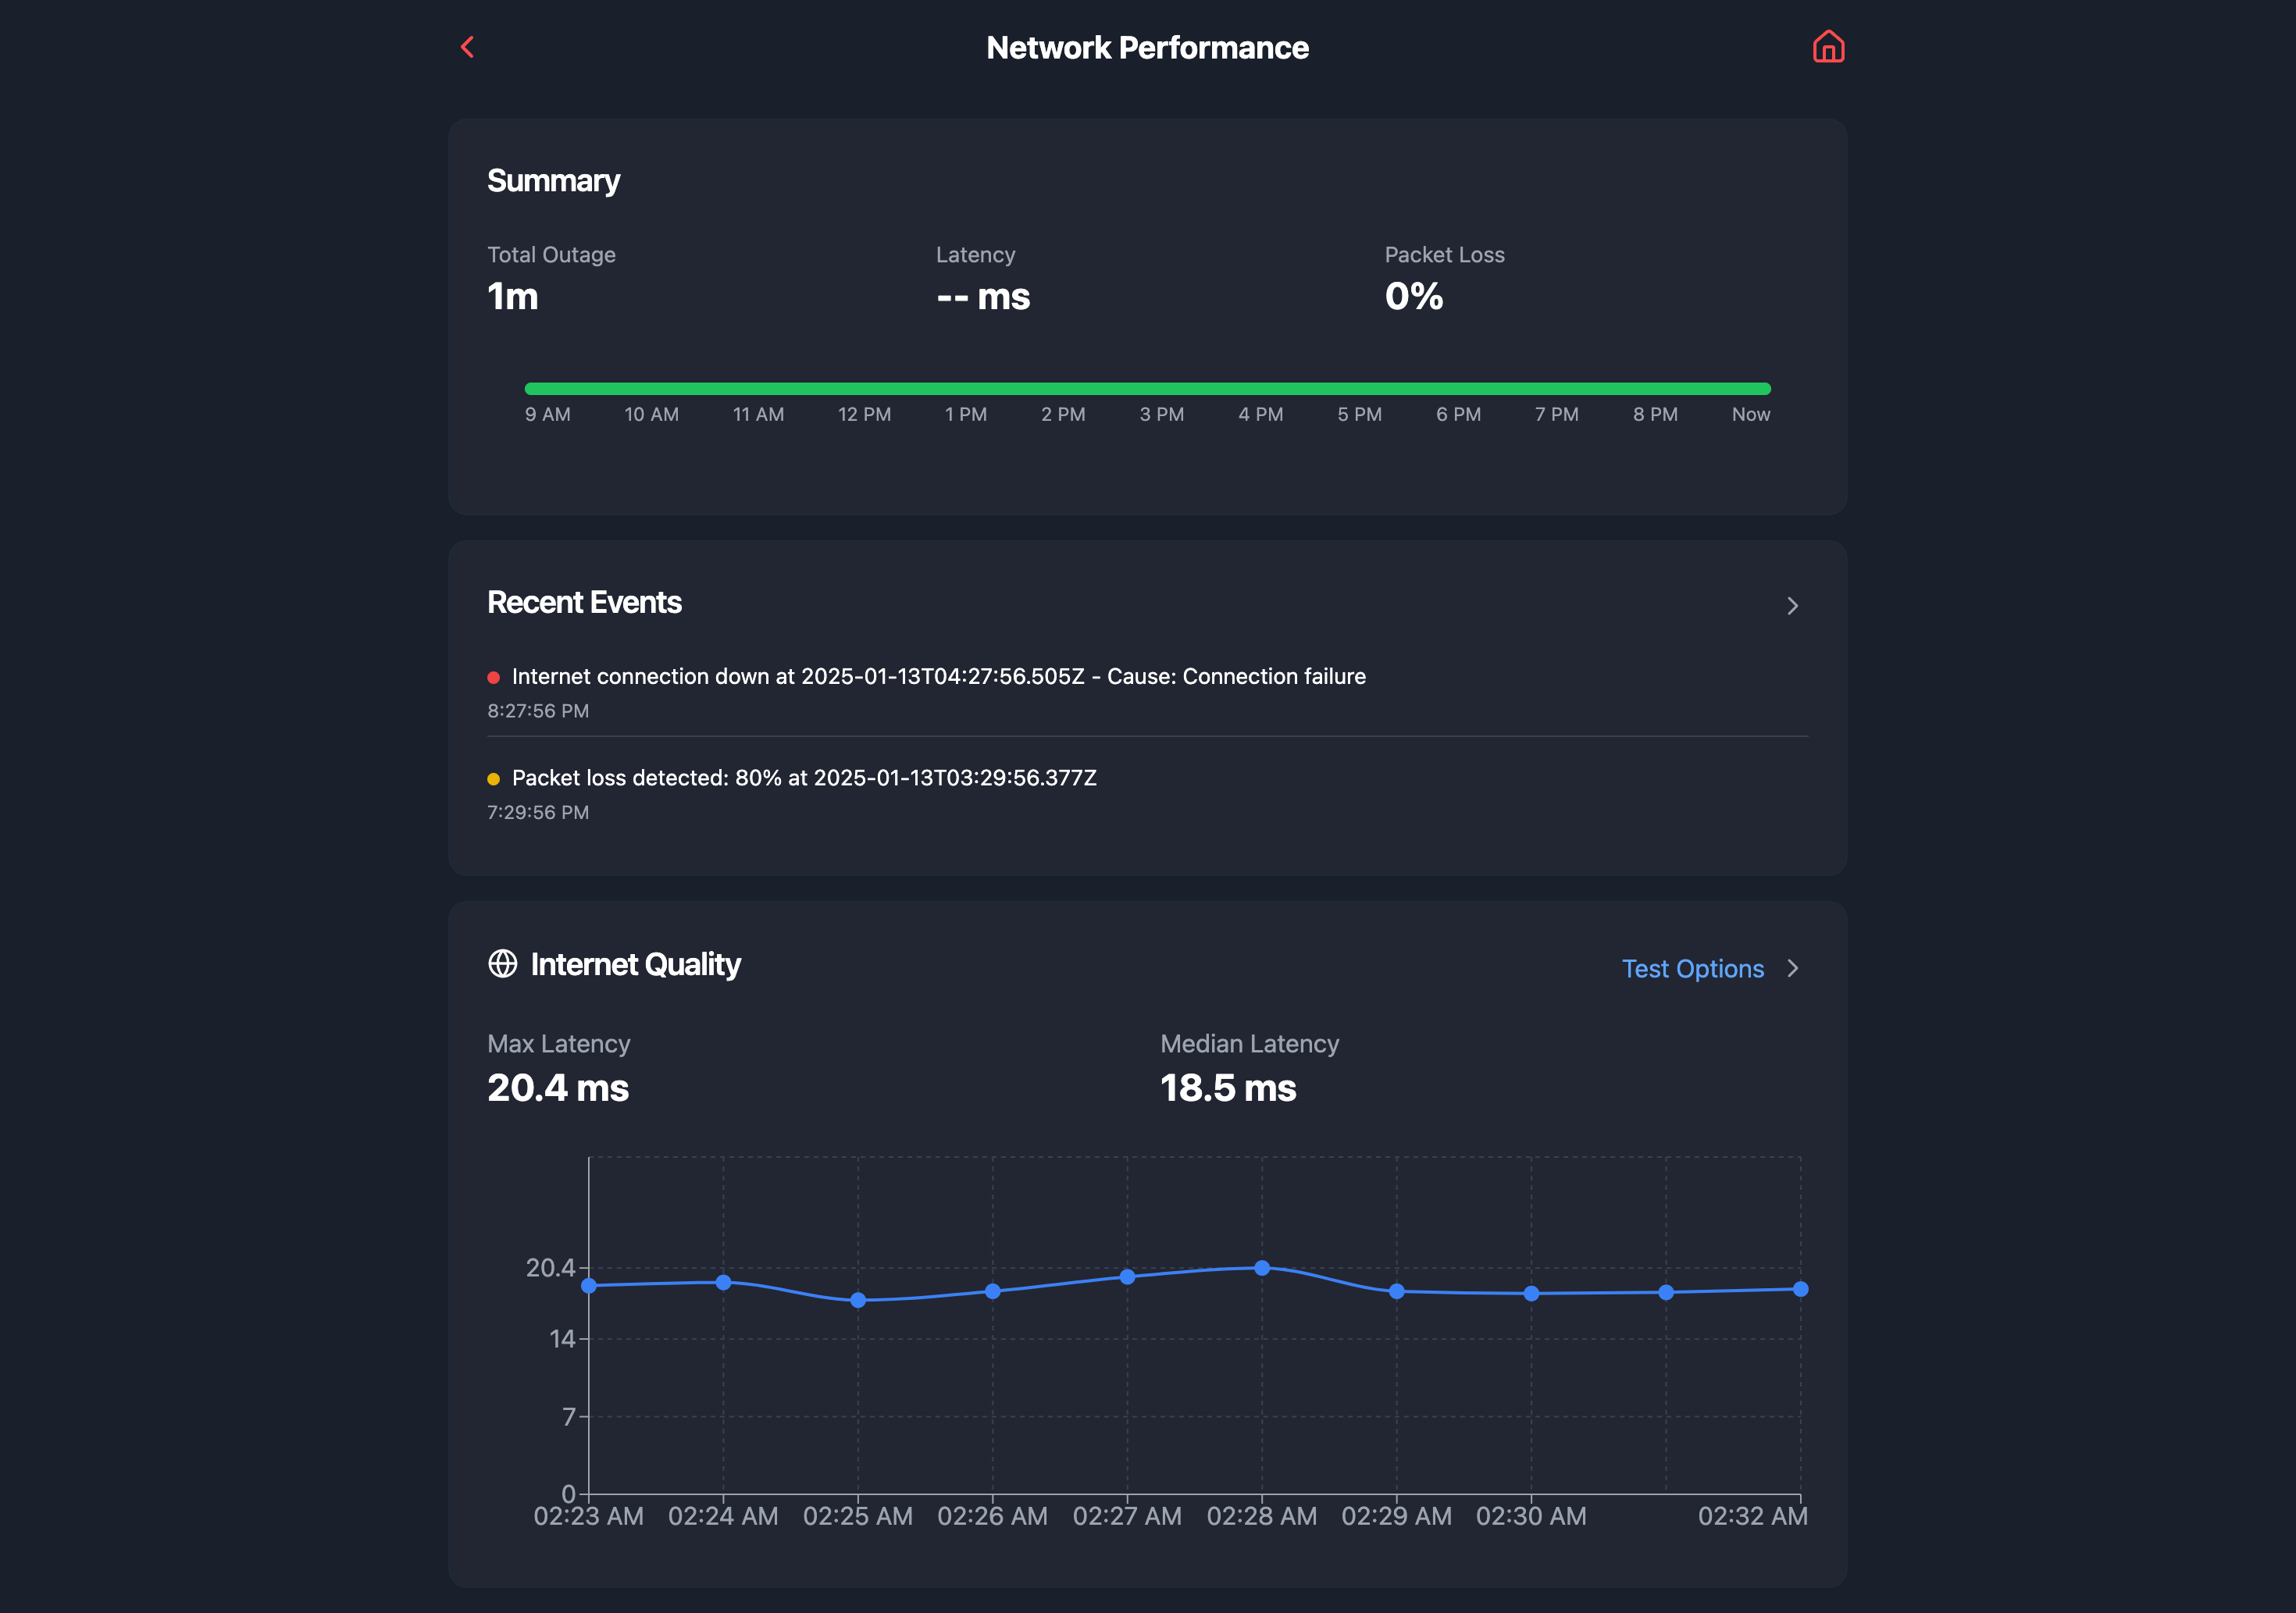 Network Performance
Summary
Total Outage Latency Packet Loss
1m -- ms 0%
9 AM 10 AM 11 AM 12 PM 1 PM 2 PM 3 PM 4 PM 5 PM 6 PM 7 PM 8 PM Now
Recent Events
Internet connection down at 2025-01-13T04:27:56.505Z - Cause: Connection failure
8:27:56 PM
Packet loss detected: 80% at 2025-01-13T03:29:56.377Z
7:29:56 PM
Internet Quality Test Options
Max Latency Median Latency
20.4 ms 18.5 ms
20.4
14
7
0
02:23 AM 02:24 AM 02:25 AM 02:26 AM 02:27 AM 02:28 AM 02:29 AM 02:30 AM 02:32 AM